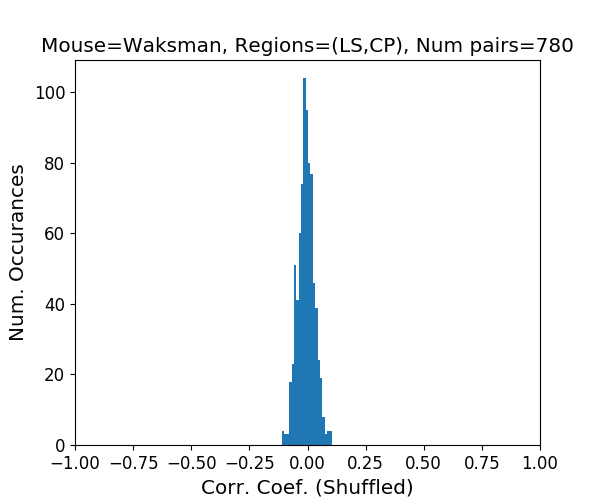 Mouse=Waksman, Regions=(LS,CP), Num pairs=780
Num. Occurances
100
80
60
40
20
0
−1.00 −0.75 −0.50 −0.25 0.00 0.25 0.50 0.75 1.00
Corr. Coef. (Shuffled)